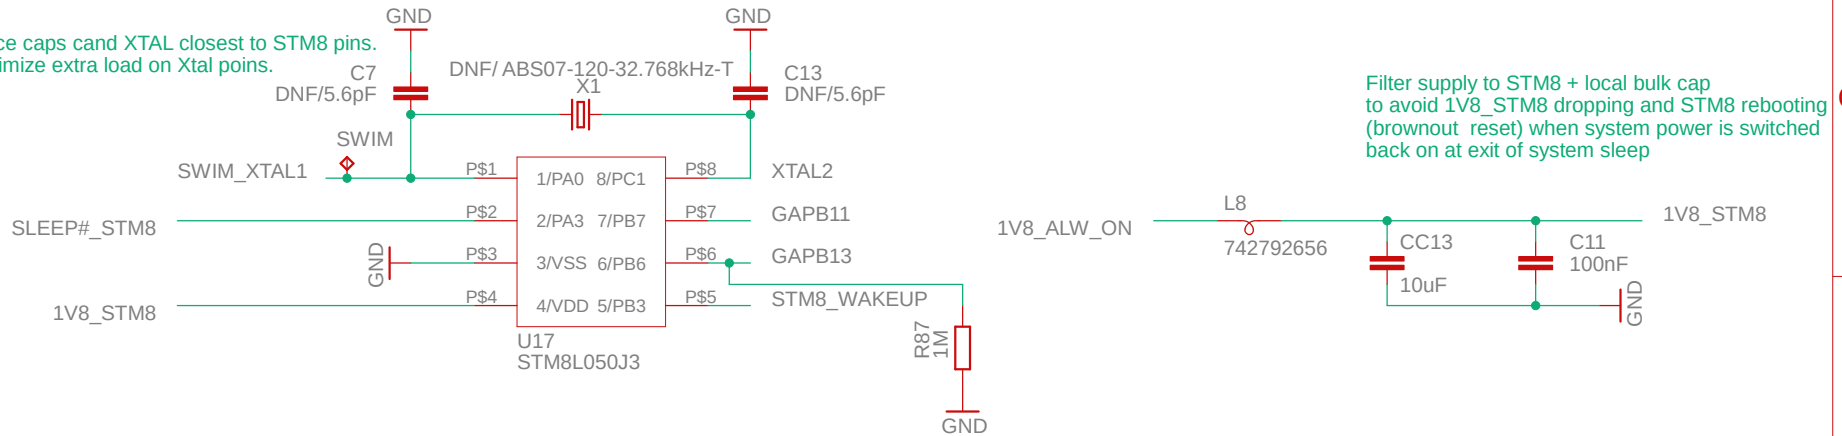 GND
GND
ce caps cand XTAL closest to STM8 pins.
imize extra load on Xtal poins.
C7
DNF/5.6pF
DNF/ ABS07-120-32.768kHz-T
X1
C13
DNF/5.6pF
SWIM
SWIM_XTAL1
P$1
1/PA0 8/PC1
P$8
XTAL2
SLEEP#_STM8
P$2
2/PA3 7/PB7
P$7
GAPB11
GND
P$3
3/VSS 6/PB6
P$6
GAPB13
1V8_STM8
P$4
4/VDD 5/PB3
P$5
STM8_WAKEUP
U17
STM8L050J3
R87
1M
GND
Filter supply to STM8 + local bulk cap
to avoid 1V8_STM8 dropping and STM8 rebooting
(brownout reset) when system power is switched
back on at exit of system sleep
1V8_ALW_ON
L8
742792656
1V8_STM8
CC13
10uF
C11
100nF
GND